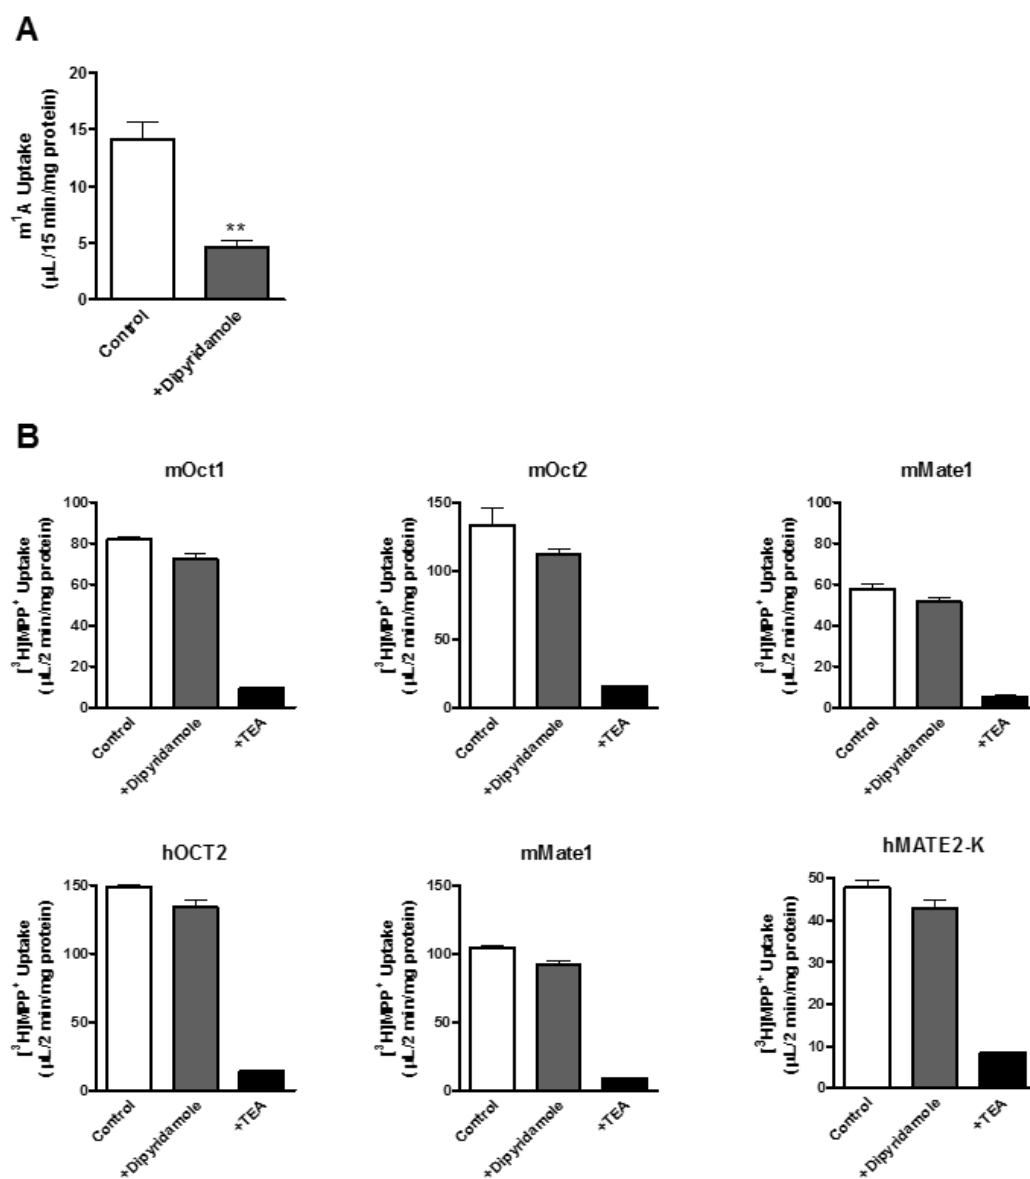 A
20
15
10
5
0
m¹A Uptake
(µL/15 min/mg protein)
**
Control
+Dipyridamole
B
mOct1
100
80
60
40
20
0
[³H]MPP⁺ Uptake
(µL/2 min/mg protein)
Control
+Dipyridamole
+TEA
mOct2
150
100
50
0
[³H]MPP⁺ Uptake
(µL/2 min/mg protein)
Control
+Dipyridamole
+TEA
mMate1
100
80
60
40
20
0
[³H]MPP⁺ Uptake
(µL/2 min/mg protein)
Control
+Dipyridamole
+TEA
hOCT2
150
100
50
0
[³H]MPP⁺ Uptake
(µL/2 min/mg protein)
Control
+Dipyridamole
+TEA
mMate1
150
100
50
0
[³H]MPP⁺ Uptake
(µL/2 min/mg protein)
Control
+Dipyridamole
+TEA
hMATE2-K
50
40
30
20
10
0
[³H]MPP⁺ Uptake
(µL/2 min/mg protein)
Control
+Dipyridamole
+TEA